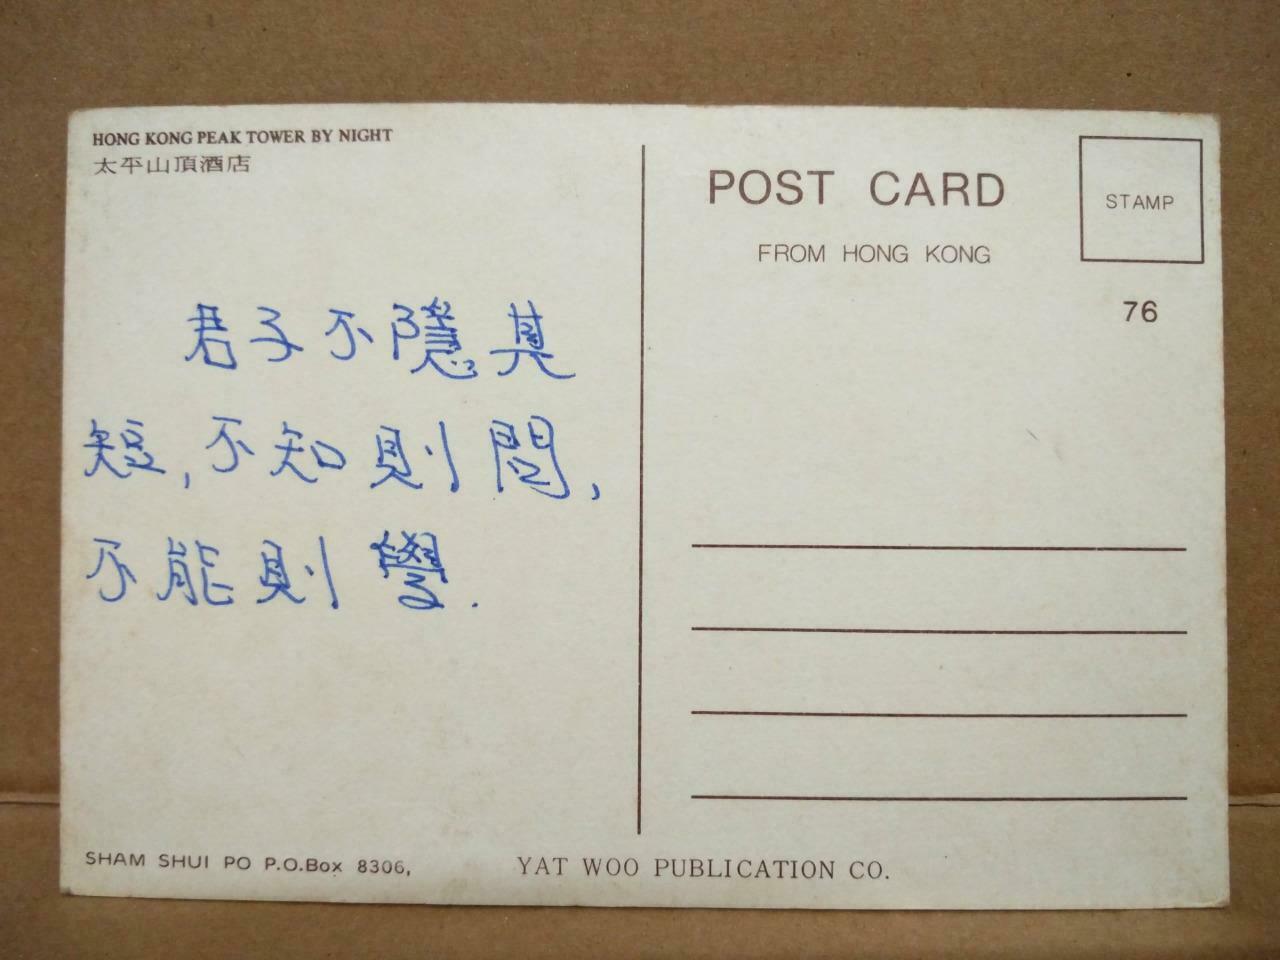 HONG KONG PEAK TOWER BY NIGHT
太平山頂酒店
君子不隱其
短,不知則問,
不能則學.
POST CARD
FROM HONG KONG
STAMP
76
SHAM SHUI PO P.O.Box 8306,
YAT WOO PUBLICATION CO.